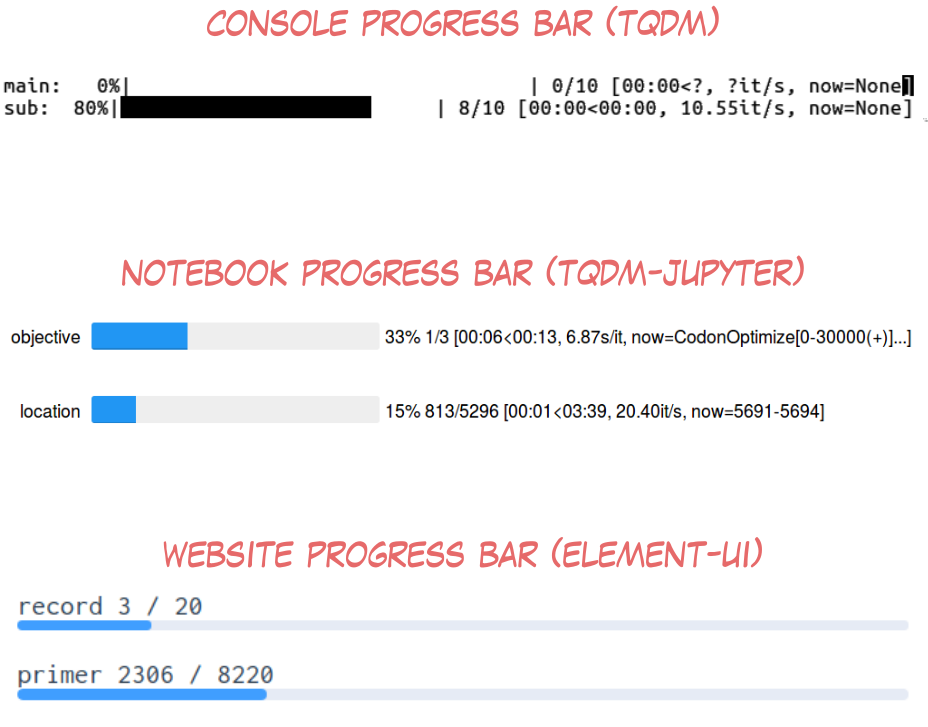 CONSOLE PROGRESS BAR (TQDM)
main:   0%|                                  | 0/10 [00:00<?, ?it/s, now=None]
sub:  80%|          | 8/10 [00:00<00:00, 10.55it/s, now=None]
NOTEBOOK PROGRESS BAR (TQDM-JUPYTER)
objective 33% 1/3 [00:06<00:13, 6.87s/it, now=CodonOptimize[0-30000(+)]...]
location 15% 813/5296 [00:01<03:39, 20.40it/s, now=5691-5694]
WEBSITE PROGRESS BAR (ELEMENT-UI)
record 3 / 20
primer 2306 / 8220